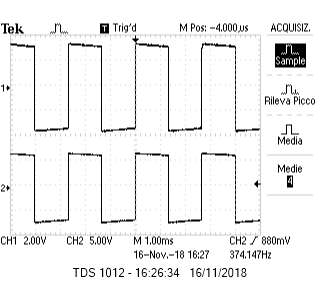 Tek T Trig'd M Pos: -4.000µs ACQUISIZ.
Sample
Rileva Picco
Media
Medie
4
1
2
CH1 2.00V CH2 5.00V M 1.00ms CH2 / 880mV
16-Nov.-18 16:27 374.147Hz
TDS 1012 - 16:26:34 16/11/2018